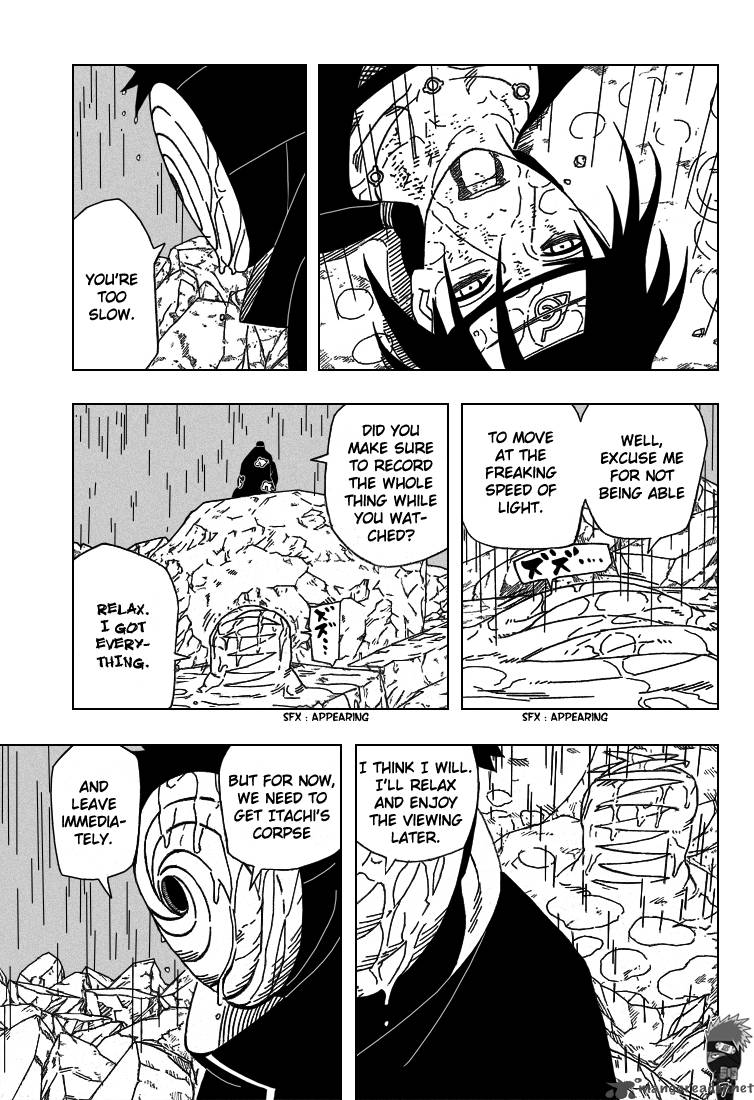 YOU'RE
TOO
SLOW.
WELL,
EXCUSE ME
FOR NOT
BEING ABLE
TO MOVE
AT THE
FREAKING
SPEED OF
LIGHT.
ズズ…
SFX : APPEARING
DID YOU
MAKE SURE
TO RECORD
THE WHOLE
THING WHILE
YOU WAT-
CHED?
RELAX.
I GOT
EVERY-
THING.
ズズ…
SFX : APPEARING
I THINK I WILL.
I'LL RELAX
AND ENJOY
THE VIEWING
LATER.
BUT FOR NOW,
WE NEED TO
GET ITACHI'S
CORPSE
AND
LEAVE
IMMEDIA-
TELY.